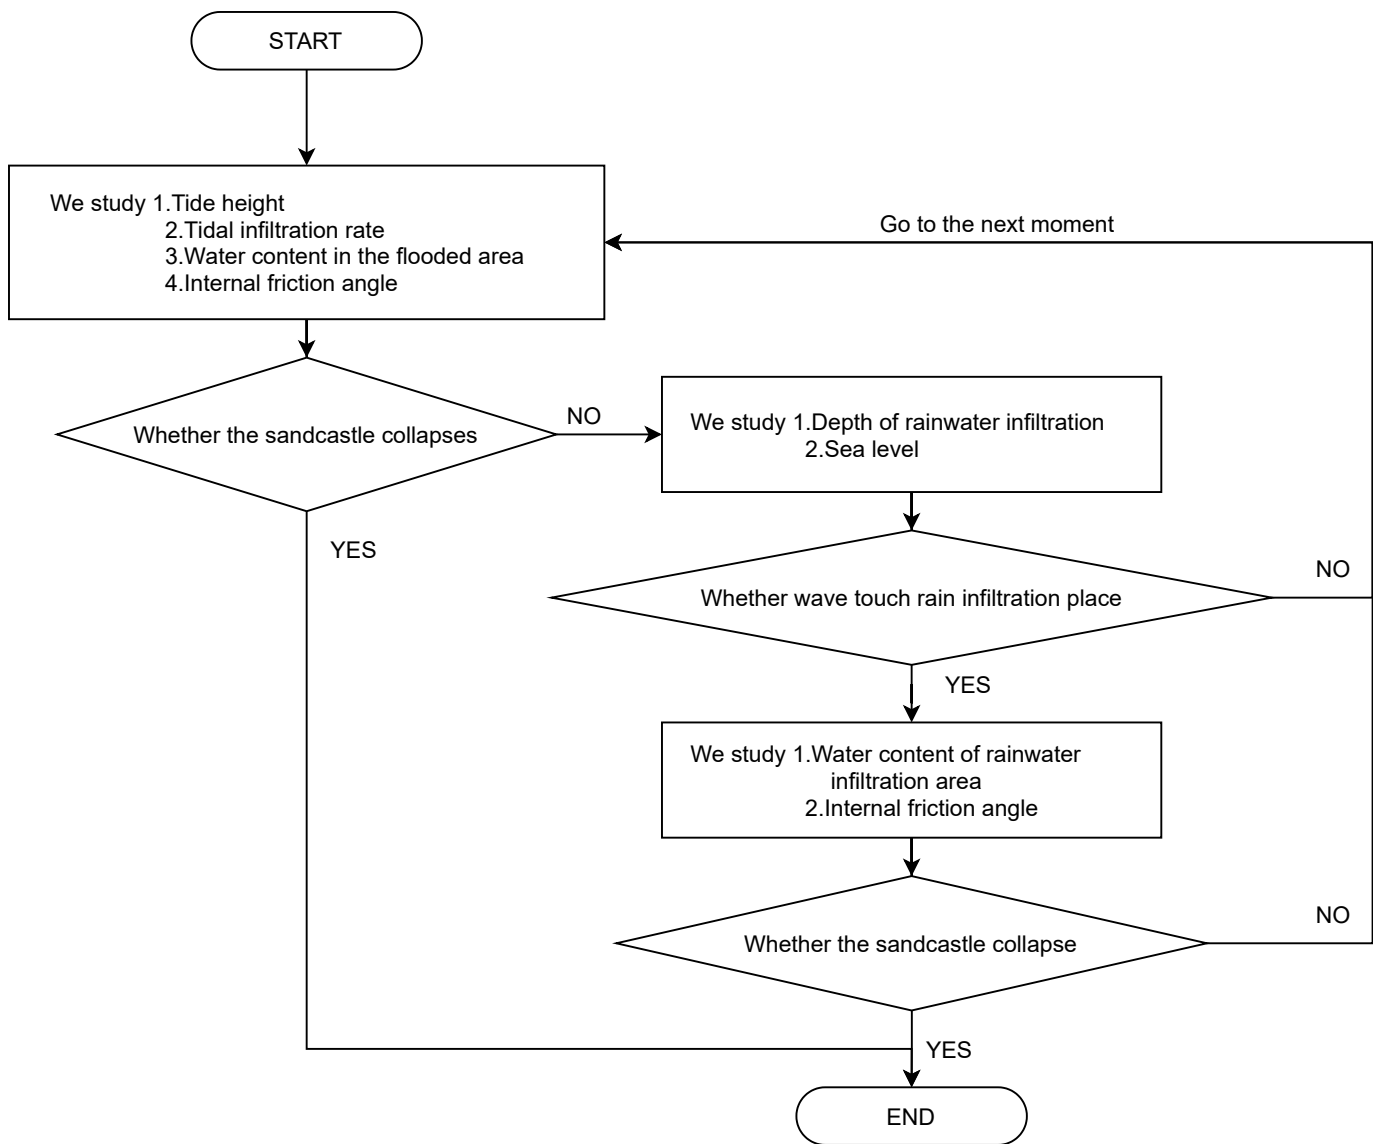 START
We study 1.Tide height
2.Tidal infiltration rate
3.Water content in the flooded area
4.Internal friction angle
Go to the next moment
Whether the sandcastle collapses
NO
We study 1.Depth of rainwater infiltration
2.Sea level
YES
Whether wave touch rain infiltration place
NO
YES
We study 1.Water content of rainwater
infiltration area
2.Internal friction angle
Whether the sandcastle collapse
NO
YES
END